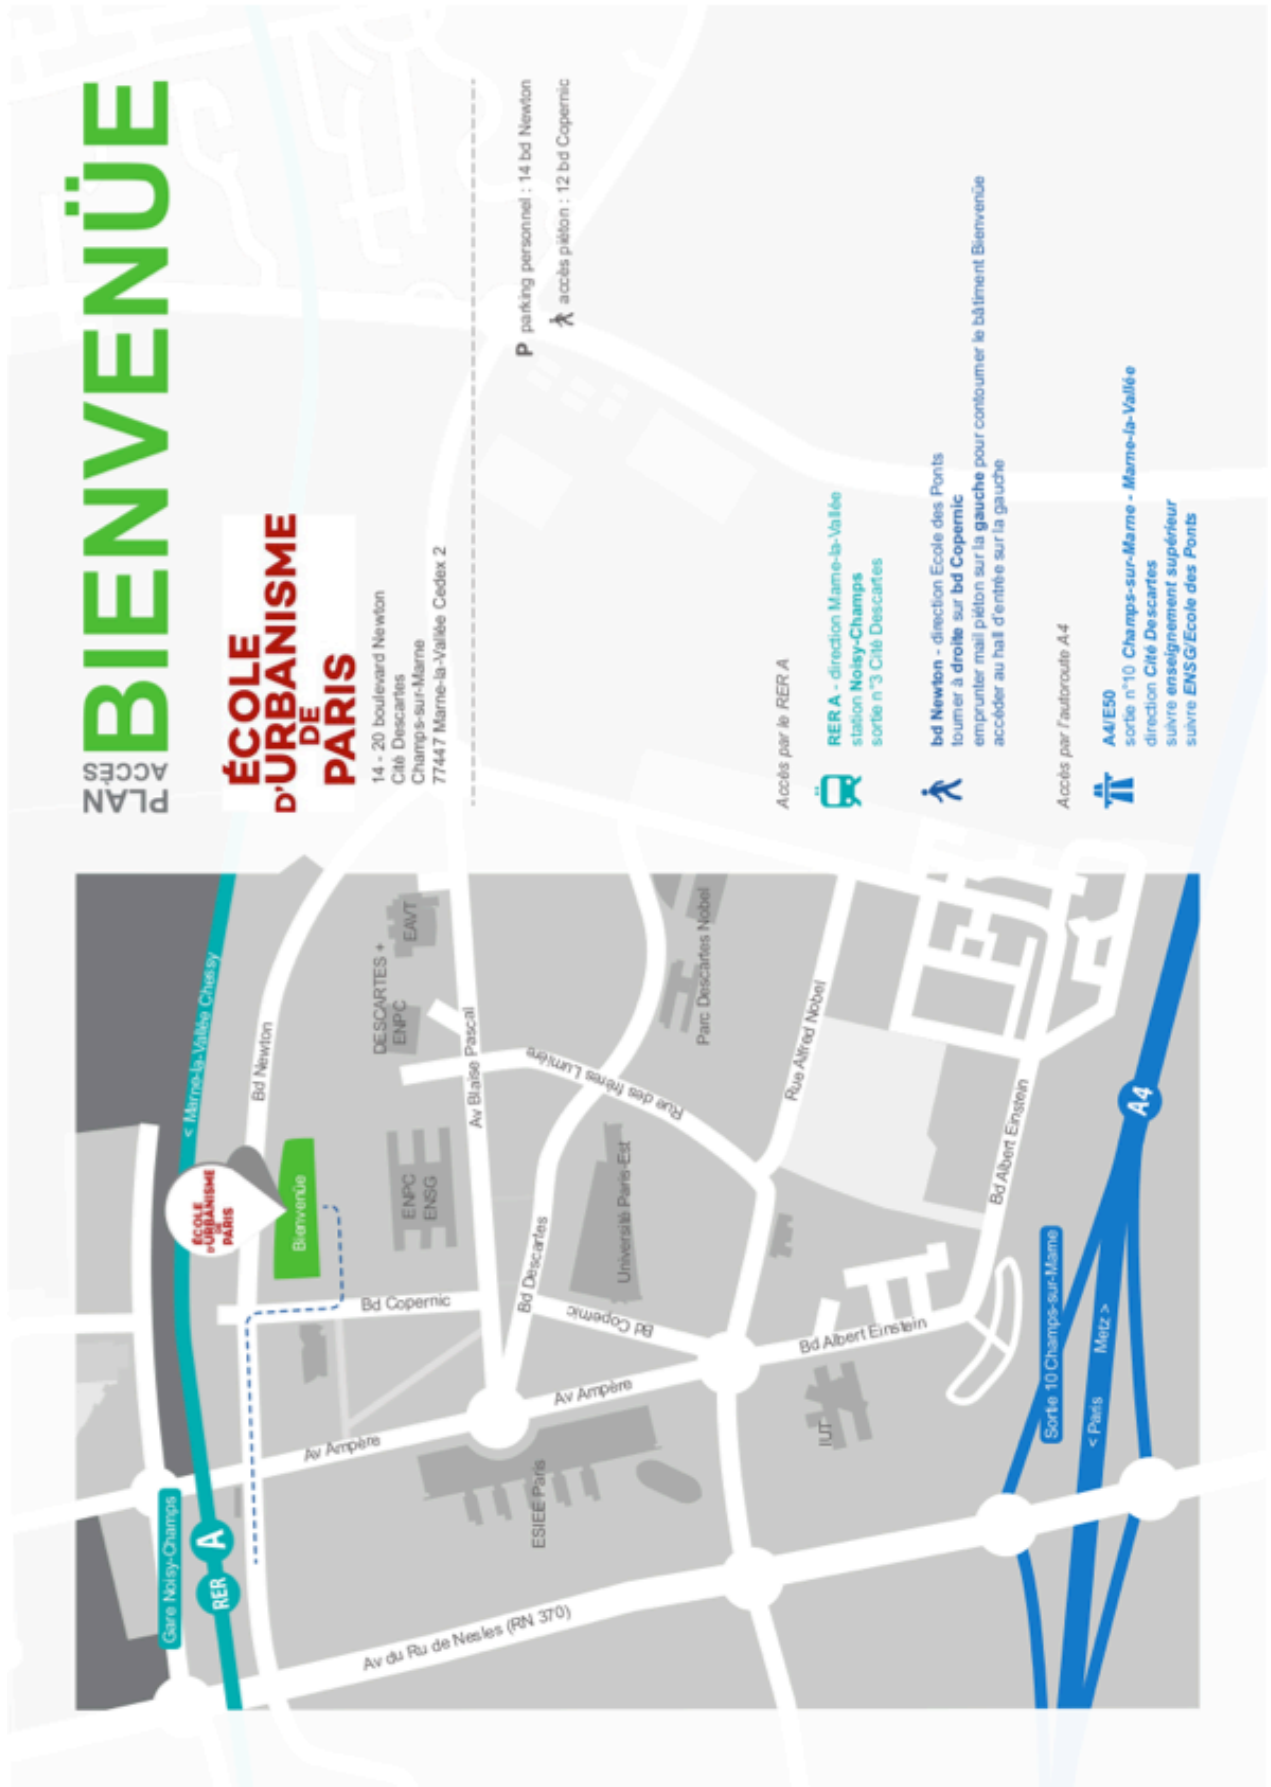 PLAN
ACCÈS
BIENVENÜE
ÉCOLE
D'URBANISME
DE
PARIS
14 - 20 boulevard Newton
Cité Descartes
Champs-sur-Marne
77447 Marne-la-Vallée Cedex 2
P parking personnel : 14 bd Newton
accès piéton : 12 bd Copernic
Accès par le RER A
RER A - direction Marne-la-Vallée
station Noisy-Champs
sortie n°3 Cité Descartes
bd Newton - direction Ecole des Ponts
tourner à droite sur bd Copernic
emprunter mail piéton sur la gauche pour contourner le bâtiment Bienvenüe
accéder au hall d'entrée sur la gauche
Accès par l'autoroute A4
A4/E50
sortie n°10 Champs-sur-Marne - Marne-la-Vallée
direction Cité Descartes
suivre enseignement supérieur
suivre ENSG/Ecole des Ponts
Gare Noisy-Champs
RER A
< Marne-la-Vallée Chessy
ÉCOLE
D'URBANISME
DE
PARIS
Bienvenüe
Bd Newton
Av Ampère
Bd Copernic
ENPC
ENSG
DESCARTES +
ENPC
EAVT
Av du Ru de Nesles (RN 370)
Av Blaise Pascal
ESIEE Paris
Av Ampère
Bd Descartes
Bd Copernic
Université Paris-Est
Rue des frères Lumière
Parc Descartes Nobel
Rue Alfred Nobel
IUT
Bd Albert Einstein
Bd Albert Einstein
Sortie 10 Champs-sur-Marne
< Paris
Metz >
A4